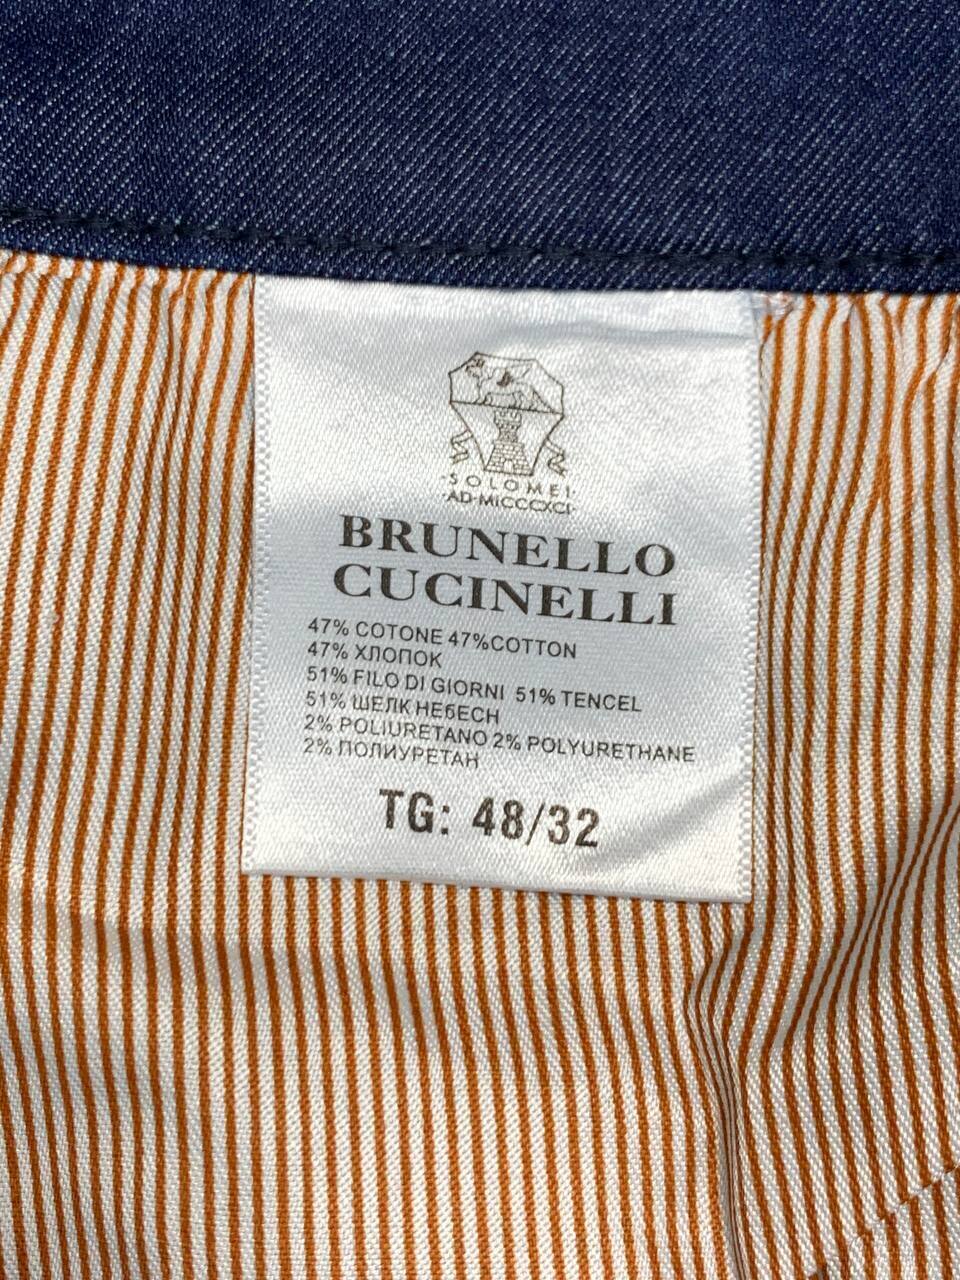 ·SOLOMEI·
·AD·MICCCXCI·
BRUNELLO
CUCINELLI
47% COTONE 47%COTTON
47% ХЛОПОК
51% FILO DI GIORNI 51% TENCEL
51% ШЕЛК НЕбЕСН
2% POLIURETANO 2% POLYURETHANE
2% ПОЛИУРЕТАН
TG: 48/32